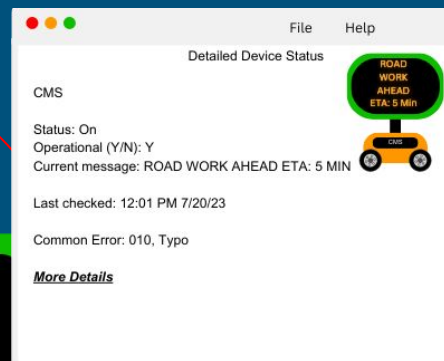 File Help
Detailed Device Status
ROAD
WORK
AHEAD
ETA: 5 Min
CMS
CMS
Status: On
Operational (Y/N): Y
Current message: ROAD WORK AHEAD ETA: 5 MIN
Last checked: 12:01 PM 7/20/23
Common Error: 010, Typo
More Details